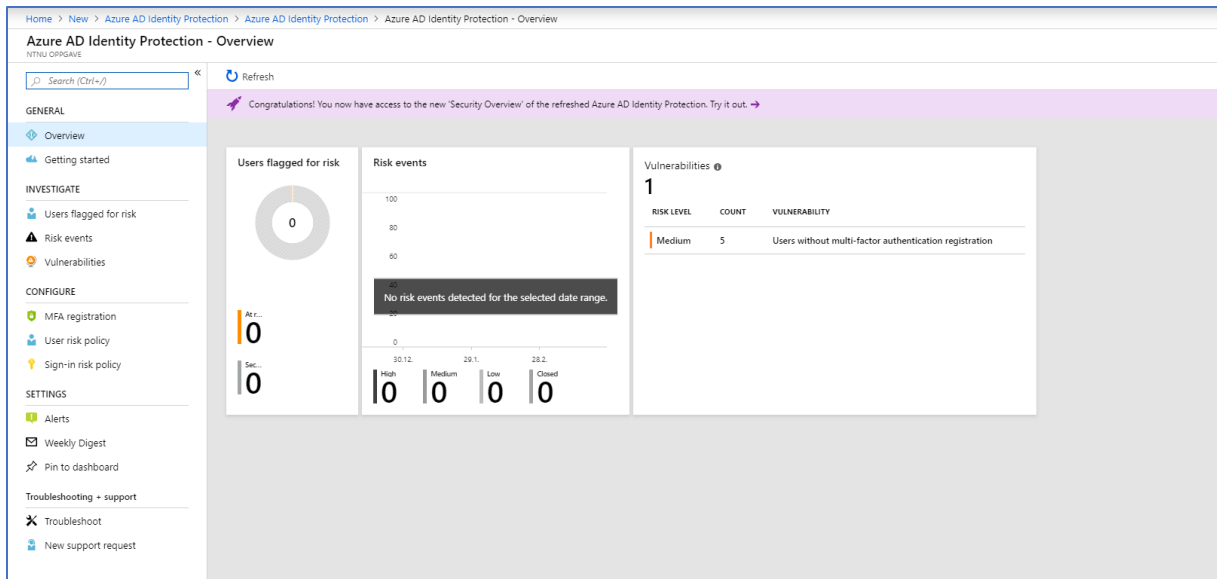 Home > New > Azure AD Identity Protection > Azure AD Identity Protection > Azure AD Identity Protection - Overview
Azure AD Identity Protection - Overview
NTNU OPPGAVE
Search (Ctrl+/)
«
GENERAL
Overview
Getting started
INVESTIGATE
Users flagged for risk
Risk events
Vulnerabilities
CONFIGURE
MFA registration
User risk policy
Sign-in risk policy
SETTINGS
Alerts
Weekly Digest
Pin to dashboard
Troubleshooting + support
Troubleshoot
New support request
Refresh
Congratulations! You now have access to the new 'Security Overview' of the refreshed Azure AD Identity Protection. Try it out. →
Users flagged for risk
0
At r...
0
Sec...
0
Risk events
100
80
60
40
No risk events detected for the selected date range.
20
0
30.12. 29.1. 28.2.
High Medium Low Closed
0 0 0 0
Vulnerabilities
1
RISK LEVEL COUNT VULNERABILITY
Medium 5 Users without multi-factor authentication registration